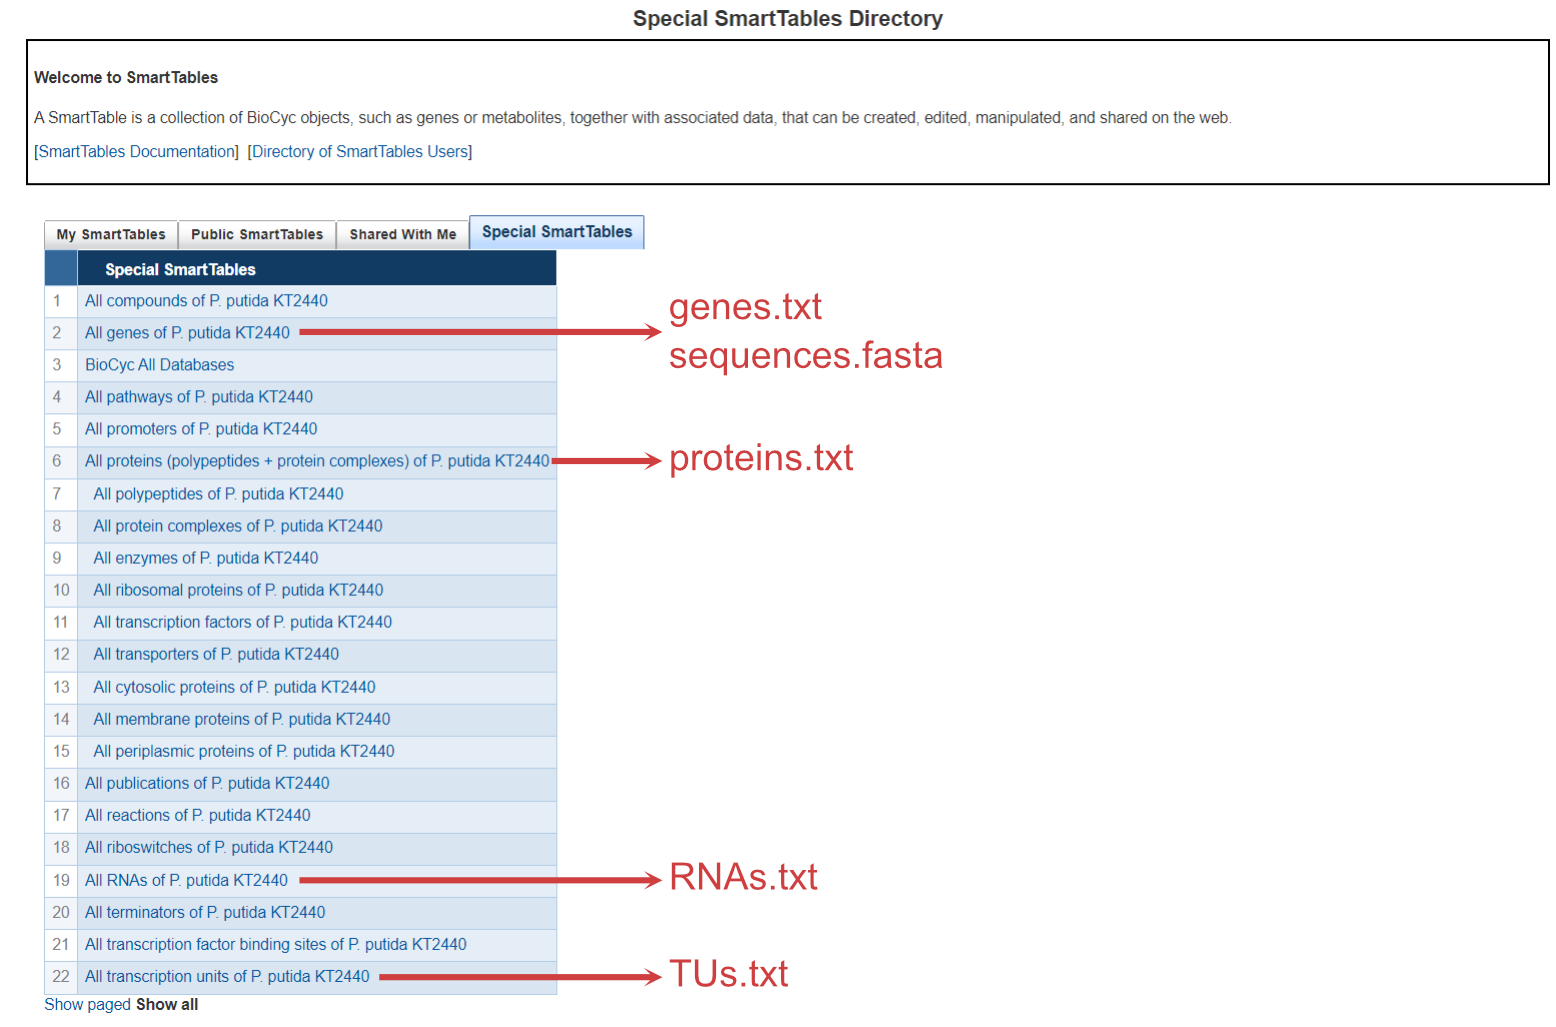 Special SmartTables Directory
Welcome to SmartTables
A SmartTable is a collection of BioCyc objects, such as genes or metabolites, together with associated data, that can be created, edited, manipulated, and shared on the web.
[SmartTables Documentation] [Directory of SmartTables Users]
My SmartTables Public SmartTables Shared With Me Special SmartTables
Special SmartTables
1 All compounds of P. putida KT2440
genes.txt
2 All genes of P. putida KT2440
sequences.fasta
3 BioCyc All Databases
4 All pathways of P. putida KT2440
5 All promoters of P. putida KT2440
6 All proteins (polypeptides + protein complexes) of P. putida KT2440 proteins.txt
7 All polypeptides of P. putida KT2440
8 All protein complexes of P. putida KT2440
9 All enzymes of P. putida KT2440
10 All ribosomal proteins of P. putida KT2440
11 All transcription factors of P. putida KT2440
12 All transporters of P. putida KT2440
13 All cytosolic proteins of P. putida KT2440
14 All membrane proteins of P. putida KT2440
15 All periplasmic proteins of P. putida KT2440
16 All publications of P. putida KT2440
17 All reactions of P. putida KT2440
18 All riboswitches of P. putida KT2440
19 All RNAs of P. putida KT2440 RNAs.txt
20 All terminators of P. putida KT2440
21 All transcription factor binding sites of P. putida KT2440
22 All transcription units of P. putida KT2440 TUs.txt
Show paged Show all